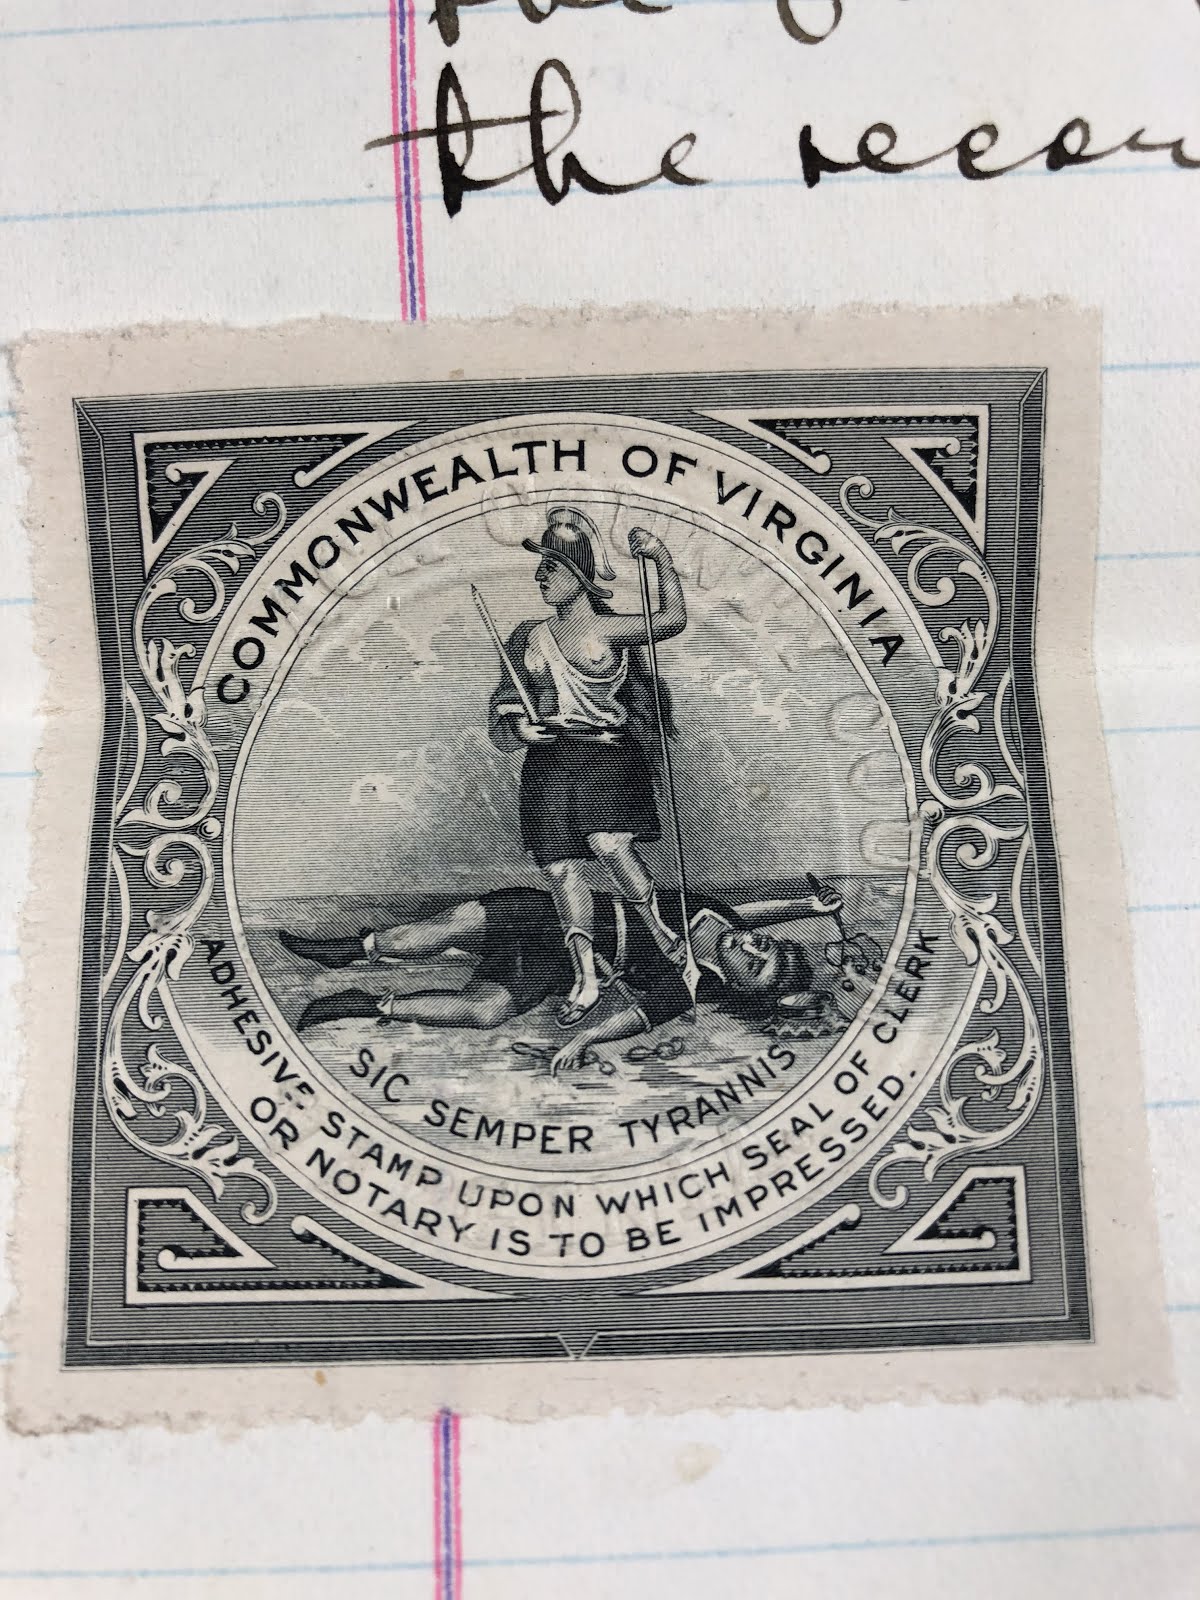 the
the
COMMONWEALTH OF VIRGINIA
SIC SEMPER TYRANNIS
ADHESIVE STAMP UPON WHICH SEAL OF CLERK
OR NOTARY IS TO BE IMPRESSED.